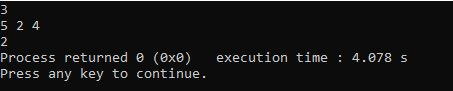 3
5 2 4
2
Process returned 0 (0x0)   execution time : 4.078 s
Press any key to continue.